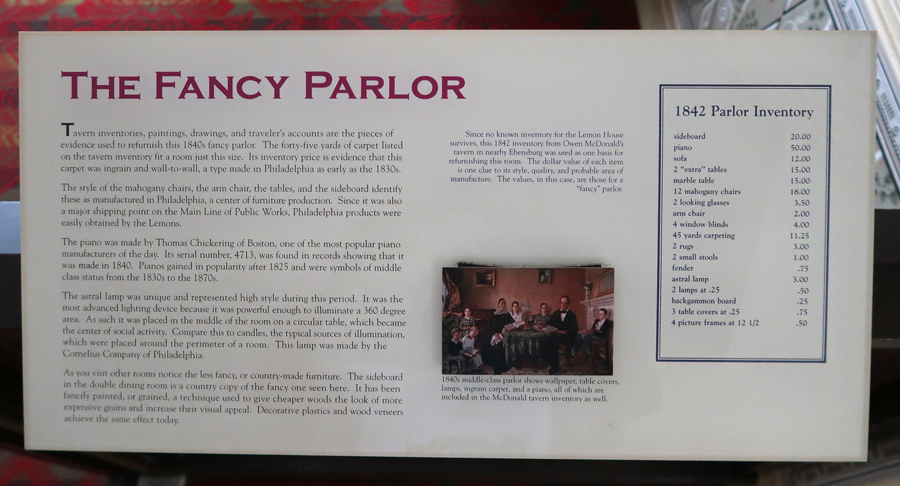 THE FANCY PARLOR
Tavern inventories, paintings, drawings, and traveler's accounts are the pieces of
evidence used to refurnish this 1840s fancy parlor. The forty-five yards of carpet listed
on the tavern inventory fit a room just this size. Its inventory price is evidence that this
carpet was ingrain and wall-to-wall, a type made in Philadelphia as early as the 1830s.
The style of the mahogany chairs, the arm chair, the tables, and the sideboard identify
these as manufactured in Philadelphia, a center of furniture production. Since it was also
a major shipping point on the Main Line of Public Works, Philadelphia products were
easily obtained by the Lemons.
The piano was made by Thomas Chickering of Boston, one of the most popular piano
manufacturers of the day. Its serial number, 4713, was found in records showing that it
was made in 1840. Pianos gained in popularity after 1825 and were symbols of middle
class status from the 1830s to the 1870s.
The astral lamp was unique and represented high style during this period. It was the
most advanced lighting device because it was powerful enough to illuminate a 360 degree
area. As such it was placed in the middle of the room on a circular table, which became
the center of social activity. Compare this to candles, the typical sources of illumination,
which were placed around the perimeter of a room. This lamp was made by the
Cornelius Company of Philadelphia.
As you visit other rooms notice the less fancy, or country-made furniture. The sideboard
in the double dining room is a country copy of the fancy one seen here. It has been
fancily painted, or grained, a technique used to give cheaper woods the look of more
expensive grains and increase their visual appeal. Decorative plastics and wood veneers
achieve the same effect today.
Since no known inventory for the Lemon House
survives, this 1842 inventory from Owen McDonald's
tavern in nearby Ebensburg was used as one basis for
refurnishing this room. The dollar value of each item
is one clue to its style, quality, and probable area of
manufacture. The values, in this case, are those for a
"fancy" parlor.
1840s middle-class parlor shows wallpaper, table covers,
lamps, ingrain carpet, and a piano, all of which are
included in the McDonald tavern inventory as well.
1842 Parlor Inventory
sideboard 20.00
piano 50.00
sofa 12.00
2 "extra" tables 15.00
marble table 15.00
12 mahogany chairs 18.00
2 looking glasses 3.50
arm chair 2.00
4 window blinds 4.00
45 yards carpeting 11.25
2 rugs 3.00
2 small stools 1.00
fender .75
astral lamp 3.00
2 lamps at .25 .50
backgammon board .25
3 table covers at .25 .75
4 picture frames at 12 1/2 .50